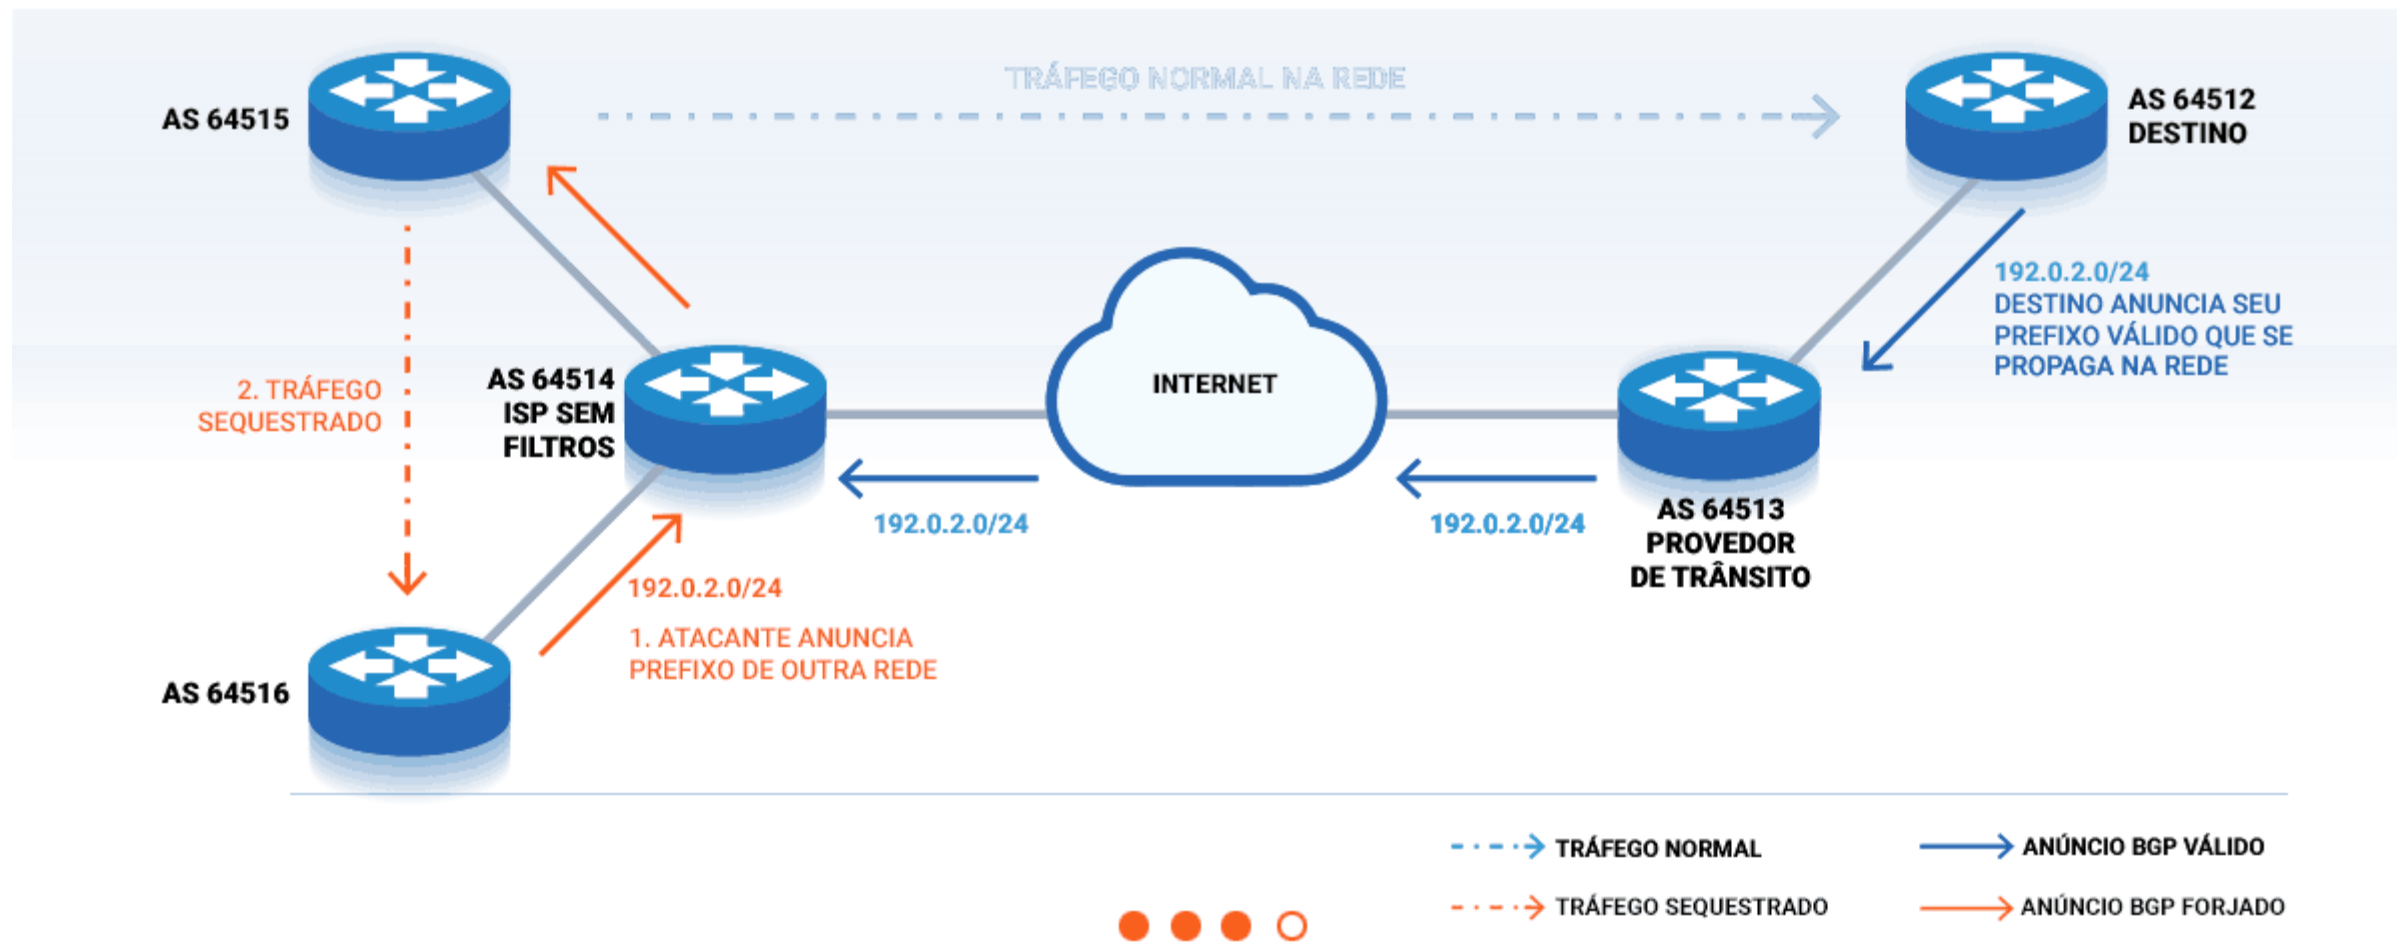 TRÁFEGO NORMAL NA REDE
AS 64515
AS 64512
DESTINO
192.0.2.0/24
DESTINO ANUNCIA SEU
PREFIXO VÁLIDO QUE SE
PROPAGA NA REDE
2. TRÁFEGO
SEQUESTRADO
AS 64514
ISP SEM
FILTROS
INTERNET
192.0.2.0/24
192.0.2.0/24
AS 64513
PROVEDOR
DE TRÂNSITO
192.0.2.0/24
1. ATACANTE ANUNCIA
PREFIXO DE OUTRA REDE
AS 64516
TRÁFEGO NORMAL
ANÚNCIO BGP VÁLIDO
TRÁFEGO SEQUESTRADO
ANÚNCIO BGP FORJADO